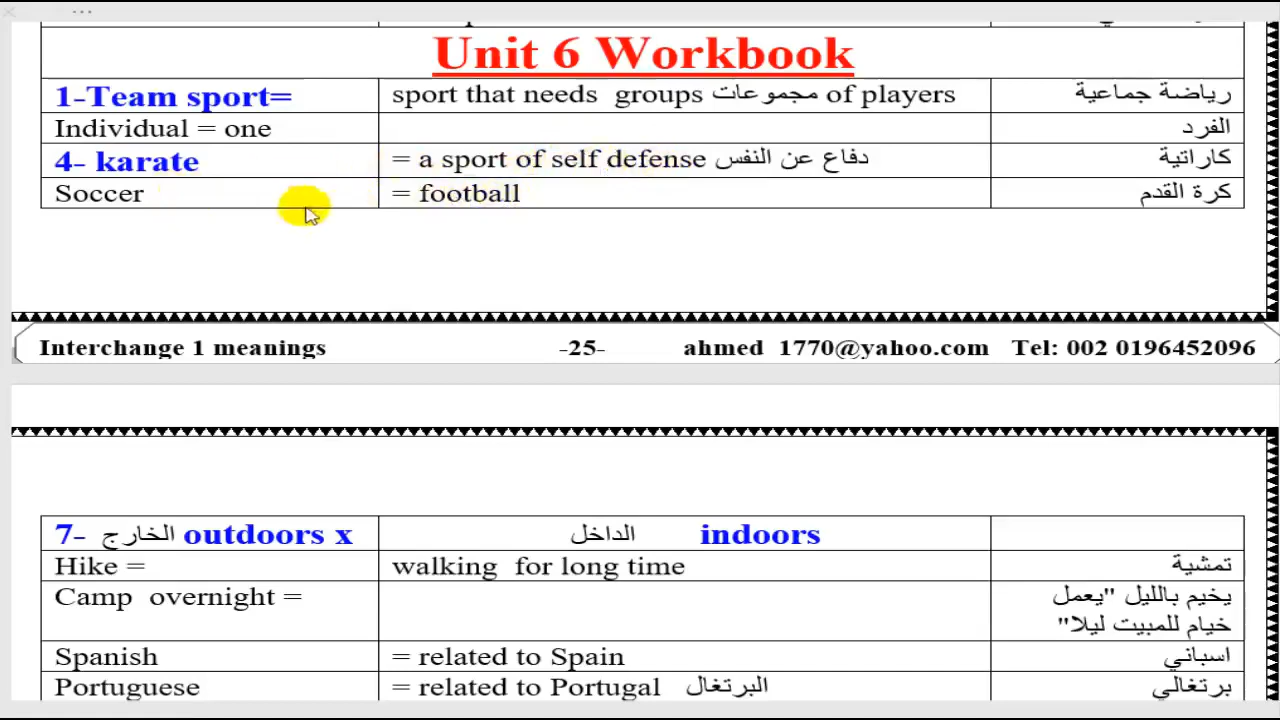 Unit 6 Workbook
1-Team sport= sport that needs groups مجموعات of players رياضة جماعية
Individual = one الفرد
4- karate = a sport of self defense دفاع عن النفس كاراتية
Soccer = football كرة القدم
Interchange 1 meanings -25- ahmed 1770@yahoo.com Tel: 002 0196452096
7- الخارج outdoors x الداخل indoors
Hike = walking for long time تمشية
Camp overnight = يخيم بالليل "يعمل
خيام للمبيت ليلا"
Spanish = related to Spain اسباني
Portuguese = related to Portugal البرتغال برتغالي